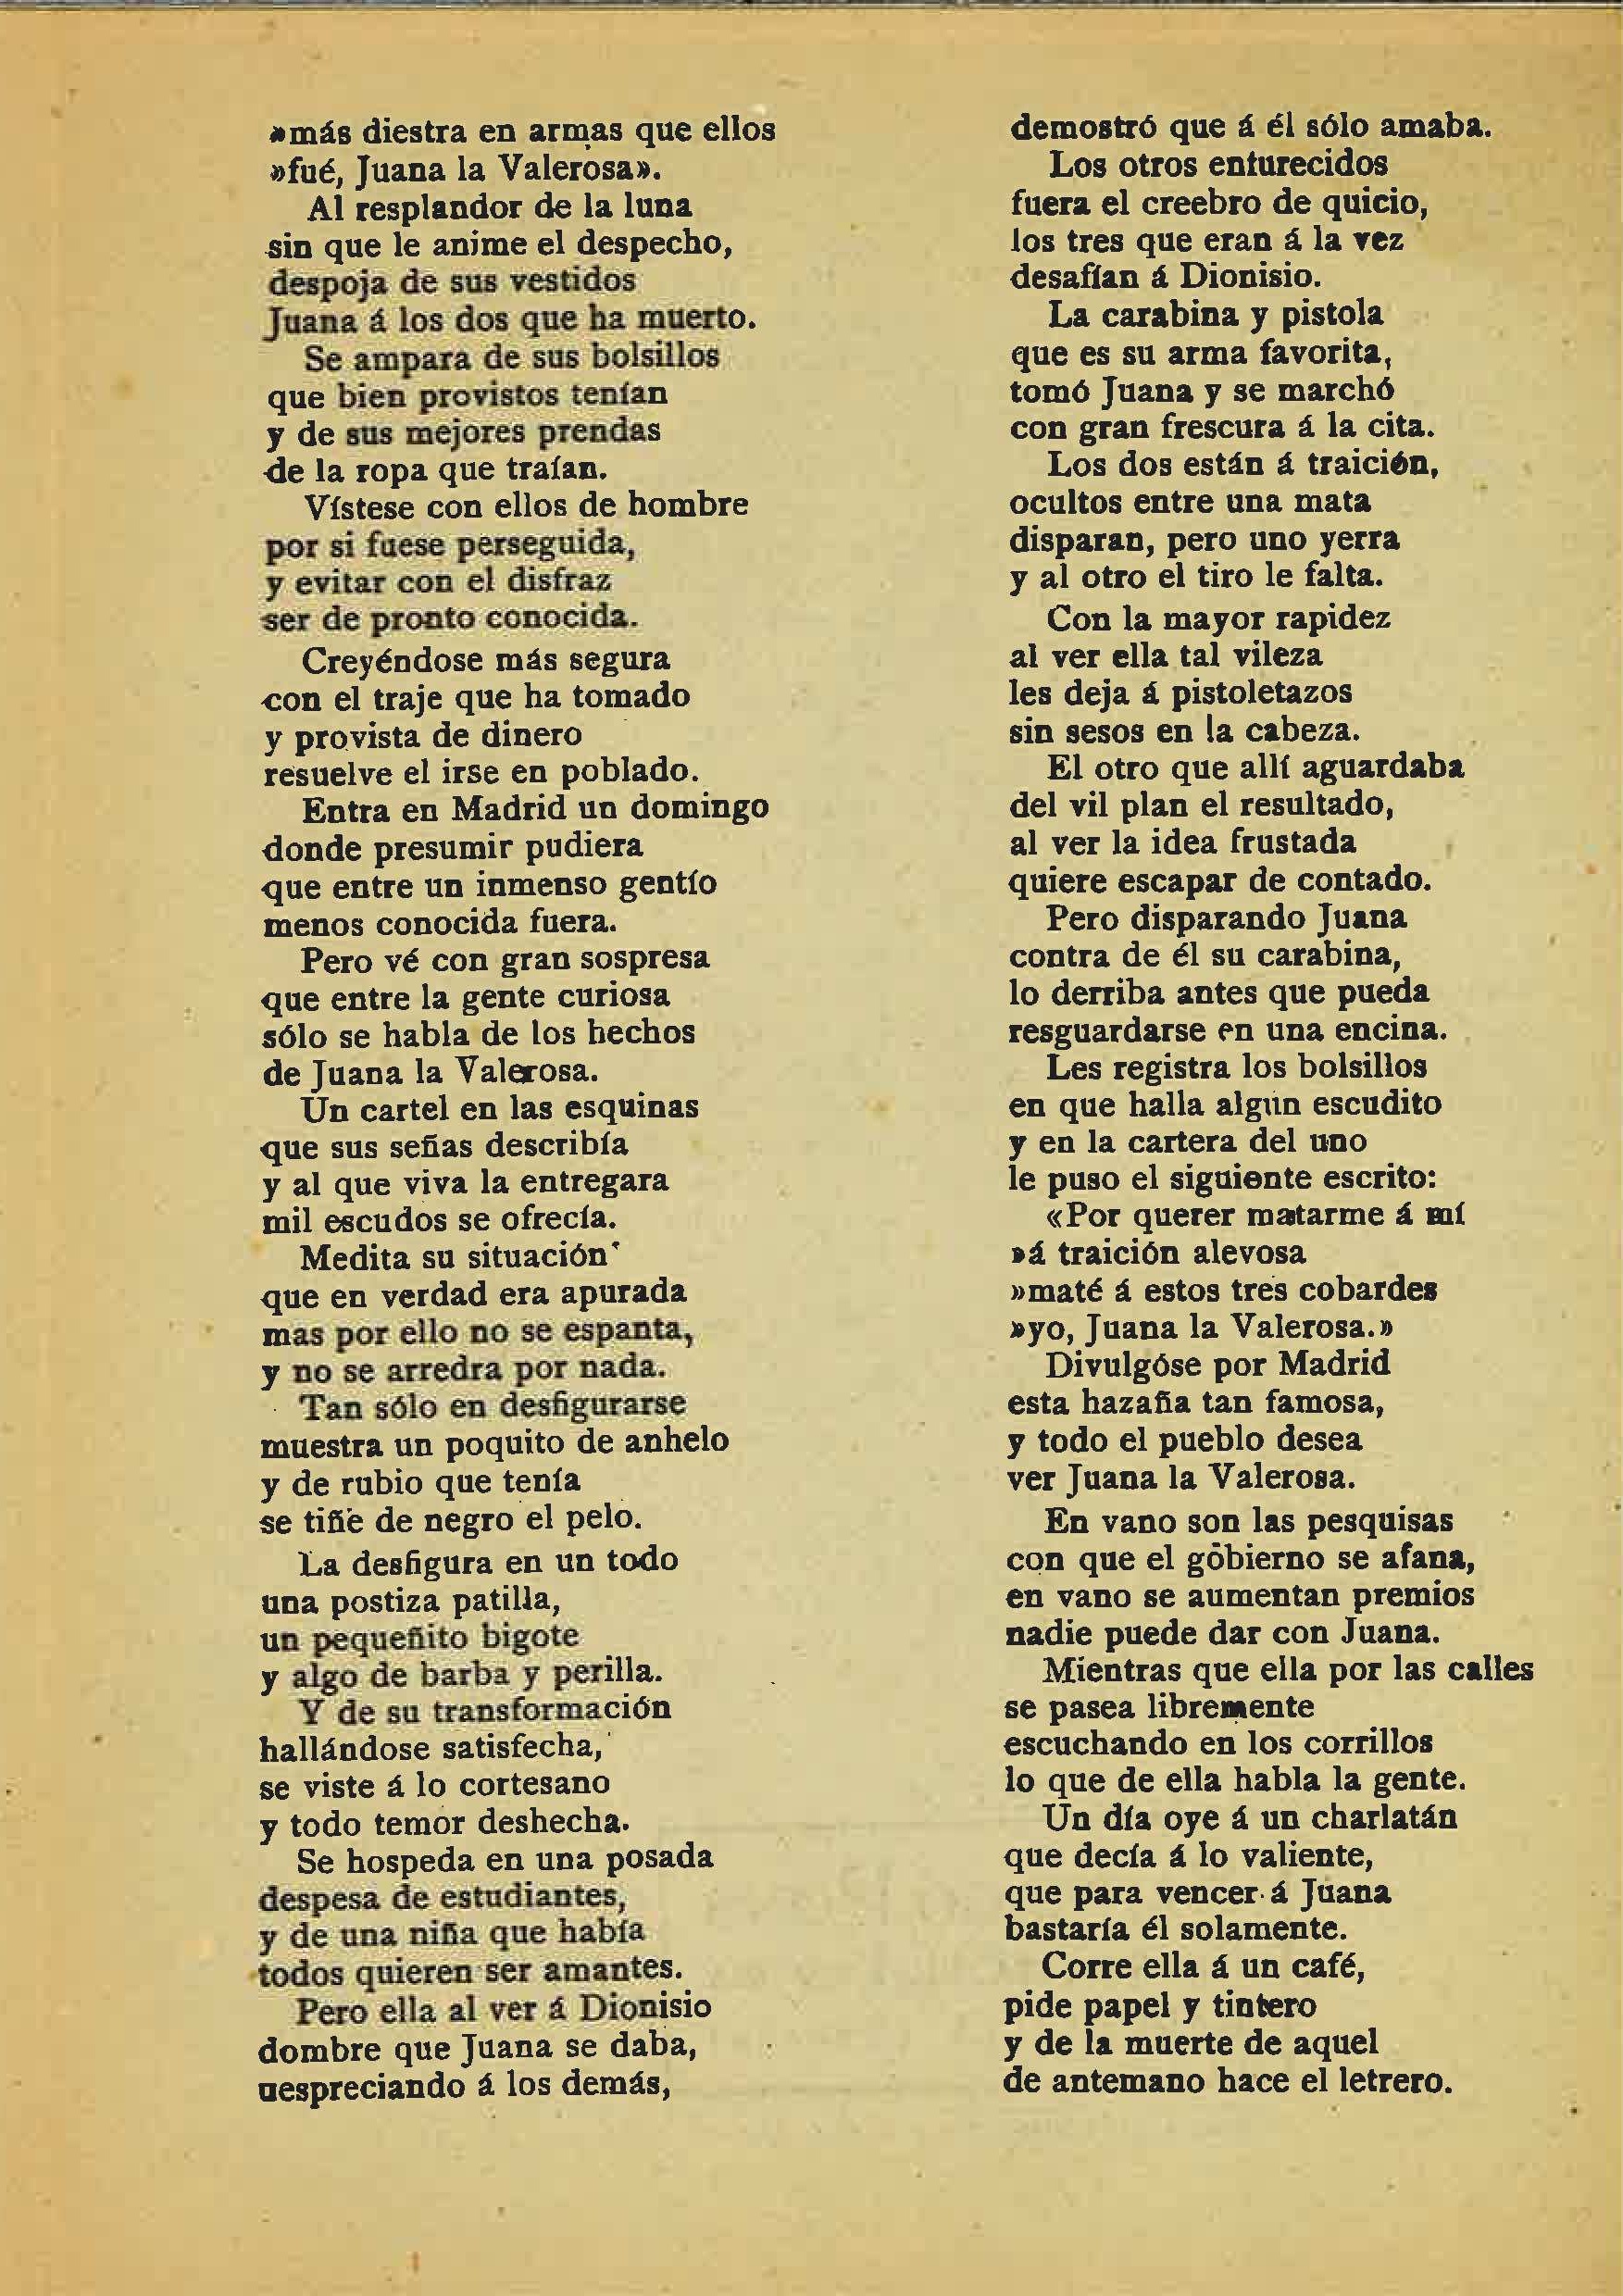 »más diestra en armas que ellos
»fué, Juana la Valerosa».
Al resplandor de la luna
sin que le anime el despecho,
despoja de sus vestidos
Juana á los dos que ha muerto.
Se ampara de sus bolsillos
que bien provistos tenían
y de sus mejores prendas
de la ropa que traían.
Vístese con ellos de hombre
por si fuese perseguida,
y evitar con el disfraz
ser de pronto conocida.
Creyéndose más segura
con el traje que ha tomado
y provista de dinero
resuelve el irse en poblado.
Entra en Madrid un domingo
donde presumir pudiera
que entre un inmenso gentío
menos conocida fuera.
Pero vé con gran sospresa
que entre la gente curiosa
sólo se habla de los hechos
de Juana la Valerosa.
Un cartel en las esquinas
que sus señas describía
y al que viva la entregara
mil escudos se ofrecía.
Medita su situación
que en verdad era apurada
mas por ello no se espanta,
y no se arredra por nada.
Tan sólo en desfigurarse
muestra un poquito de anhelo
y de rubio que tenía
se tiñe de negro el pelo.
La desfigura en un todo
una postiza patilla,
un pequeñito bigote
y algo de barba y perilla.
Y de su transformación
hallándose satisfecha,
se viste á lo cortesano
y todo temor deshecha.
Se hospeda en una posada
despesa de estudiantes,
y de una niña que había
todos quieren ser amantes.
Pero ella al ver á Dionisio
dombre que Juana se daba,
uespreciando á los demás,
demostró que á él sólo amaba.
Los otros enturecidos
fuera el creebro de quicio,
los tres que eran á la vez
desafían á Dionisio.
La carabina y pistola
que es su arma favorita,
tomó Juana y se marchó
con gran frescura á la cita.
Los dos están á traición,
ocultos entre una mata
disparan, pero uno yerra
y al otro el tiro le falta.
Con la mayor rapidez
al ver ella tal vileza
les deja á pistoletazos
sin sesos en la cabeza.
El otro que allí aguardaba
del vil plan el resultado,
al ver la idea frustada
quiere escapar de contado.
Pero disparando Juana
contra de él su carabina,
lo derriba antes que pueda
resguardarse en una encina.
Les registra los bolsillos
en que halla algún escudito
y en la cartera del uno
le puso el siguiente escrito:
«Por querer matarme á mí
»á traición alevosa
»maté á estos tres cobardes
»yo, Juana la Valerosa.»
Divulgóse por Madrid
esta hazaña tan famosa,
y todo el pueblo desea
ver Juana la Valerosa.
En vano son las pesquisas
con que el gobierno se afana,
en vano se aumentan premios
nadie puede dar con Juana.
Mientras que ella por las calles
se pasea libremente
escuchando en los corrillos
lo que de ella habla la gente.
Un día oye á un charlatán
que decía á lo valiente,
que para vencer á Juana
bastaría él solamente.
Corre ella á un café,
pide papel y tintero
y de la muerte de aquel
de antemano hace el letrero.